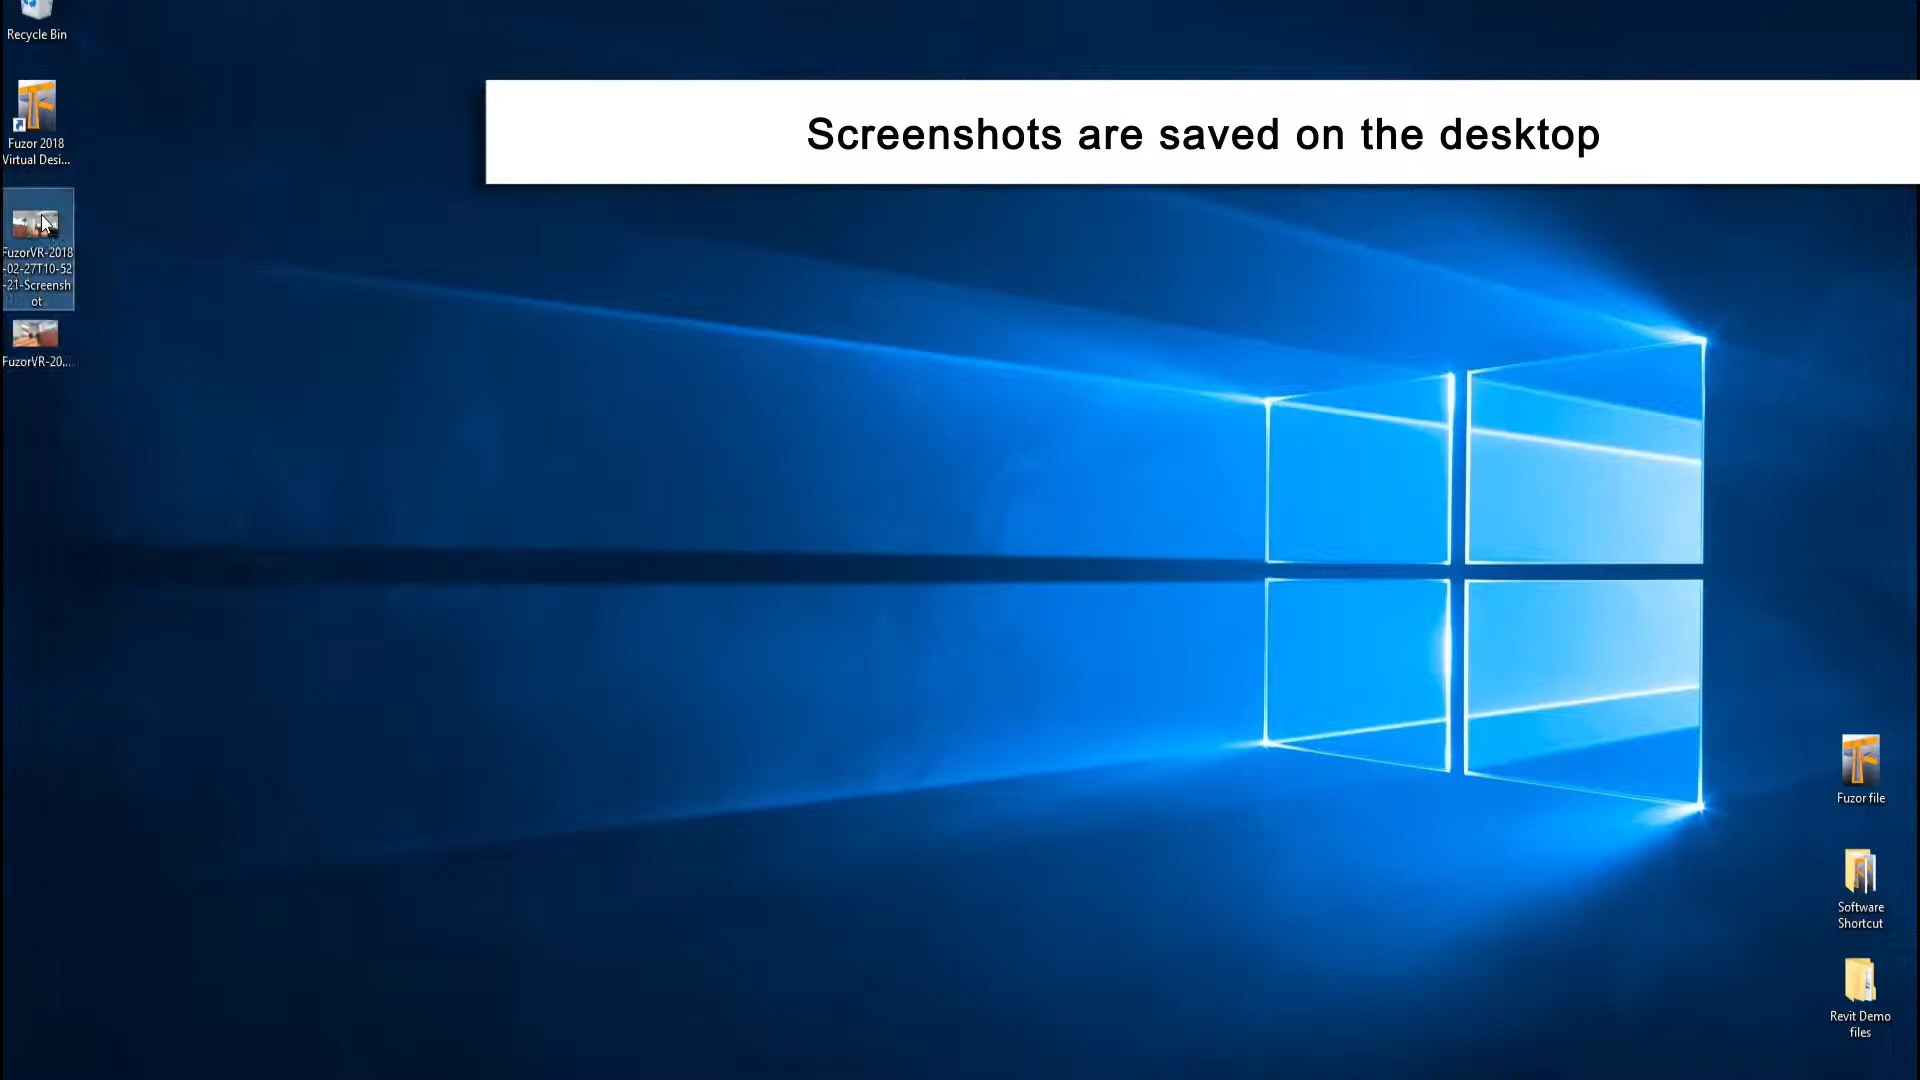 Recycle Bin
Screenshots are saved on the desktop
Fuzor 2018
Virtual Desi...
FuzorVR-2018
-02-27T10-52
-21-Screensh
ot
FuzorVR-20...
Fuzor file
Software
Shortcut
Revit Demo
files